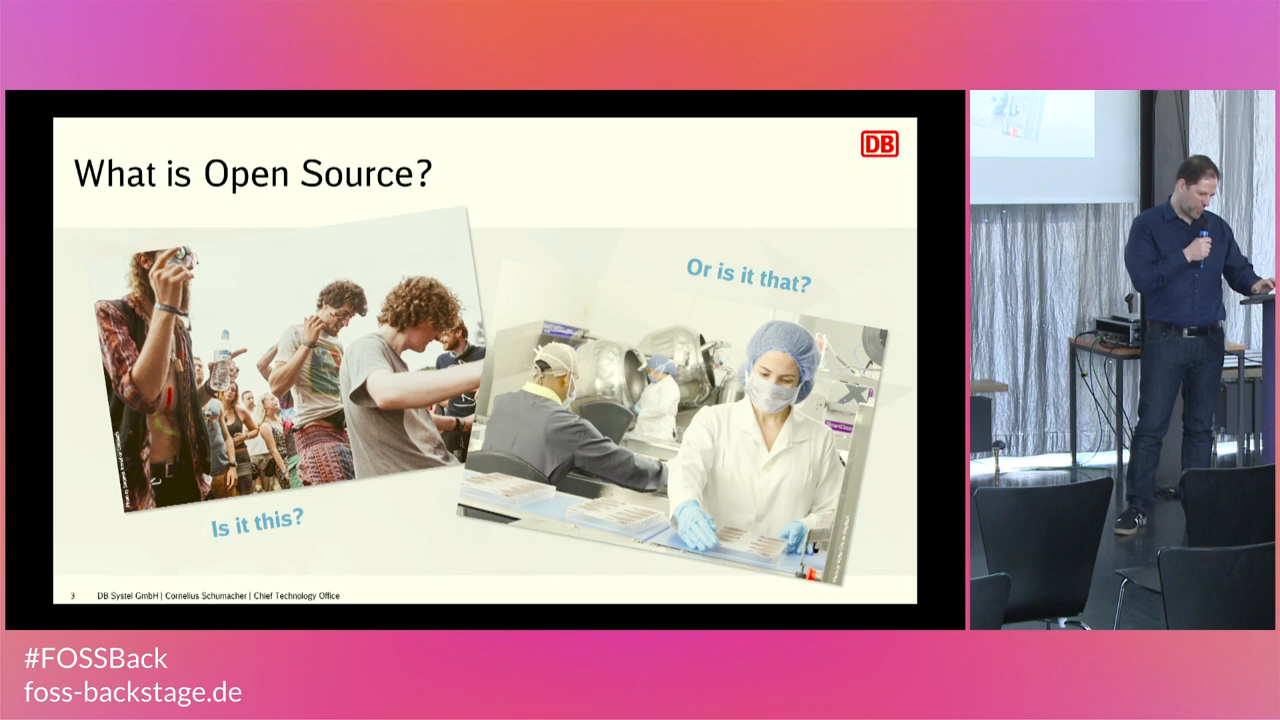 What is Open Source?
DB
Or is it that?
Is it this?
3 DB Systel GmbH | Cornelius Schumacher | Chief Technology Office
#FOSSBack
foss-backstage.de